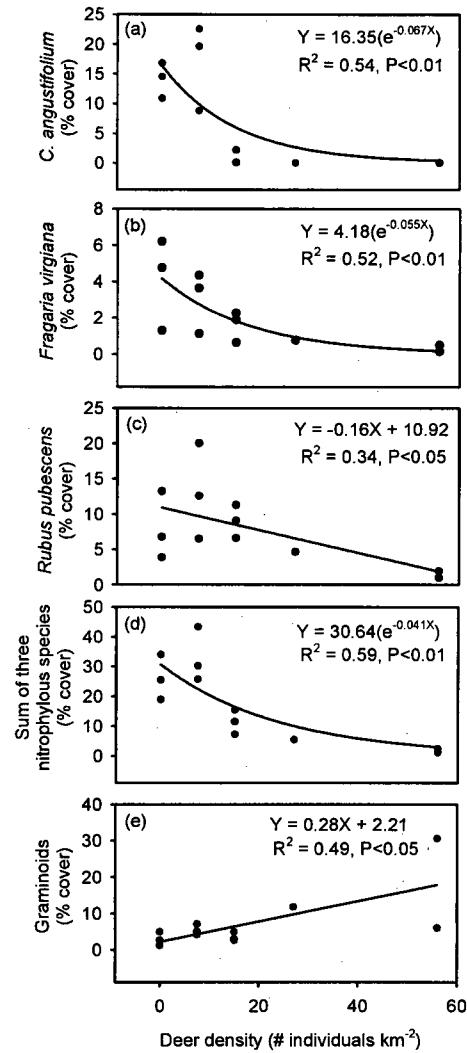 (a)
Y = 16.35(e^-0.067X)
R² = 0.54, P<0.01
C. angustifolium
(% cover)
25
20
15
10
5
0
(b)
Y = 4.18(e^-0.055X)
R² = 0.52, P<0.01
Fragaria virgiana
(% cover)
8
6
4
2
0
(c)
Y = -0.16X + 10.92
R² = 0.34, P<0.05
Rubus pubescens
(% cover)
25
20
15
10
5
0
(d)
Y = 30.64(e^-0.041X)
R² = 0.59, P<0.01
Sum of three
nitrophylous species
(% cover)
50
40
30
20
10
0
(e)
Y = 0.28X + 2.21
R² = 0.49, P<0.05
Graminoids
(% cover)
40
30
20
10
0
0 20 40 60
Deer density (# individuals km⁻²)